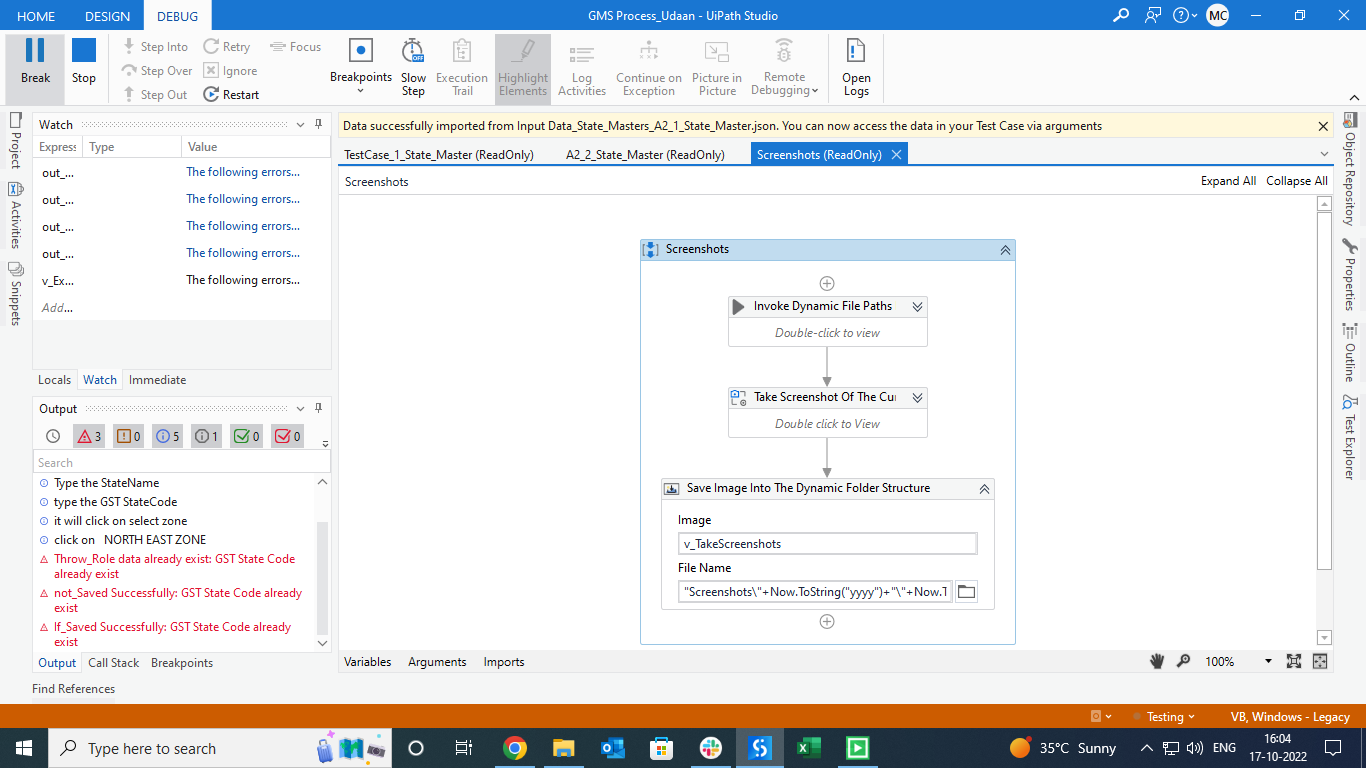 HOME DESIGN DEBUG
GMS Process_Udaan - UiPath Studio
MC
Break
Stop
Step Into
Step Over
Step Out
Retry
Ignore
Restart
Focus
Breakpoints
Slow
Step
OFF
Execution
Trail
Highlight
Elements
Log
Activities
Continue on
Exception
Picture in
Picture
Remote
Debugging
Open
Logs
Project
Activities
Snippets
Watch
Express Type Value
out_... The following errors...
out_... The following errors...
out_... The following errors...
out_... The following errors...
v_Ex... The following errors...
Add...
Locals Watch Immediate
Output
3 0 5 1 0 0
Search
Type the StateName
type the GST StateCode
it will click on select zone
click on NORTH EAST ZONE
Throw_Role data already exist: GST State Code
already exist
not_Saved Successfully: GST State Code already
exist
If_Saved Successfully: GST State Code already
exist
Output Call Stack Breakpoints
Find References
Data successfully imported from Input Data_State_Masters_A2_1_State_Master.json. You can now access the data in your Test Case via arguments
TestCase_1_State_Master (ReadOnly) A2_2_State_Master (ReadOnly) Screenshots (ReadOnly)
Screenshots
Expand All Collapse All
Screenshots
Invoke Dynamic File Paths
Double-click to view
Take Screenshot Of The Cur
Double click to View
Save Image Into The Dynamic Folder Structure
Image
v_TakeScreenshots
File Name
"Screenshots\"+Now.ToString("yyyy")+"\"+Now.T
Variables Arguments Imports
100%
Object Repository
Properties
Outline
Test Explorer
Testing
VB, Windows - Legacy
Type here to search
35°C Sunny
ENG
16:04
17-10-2022